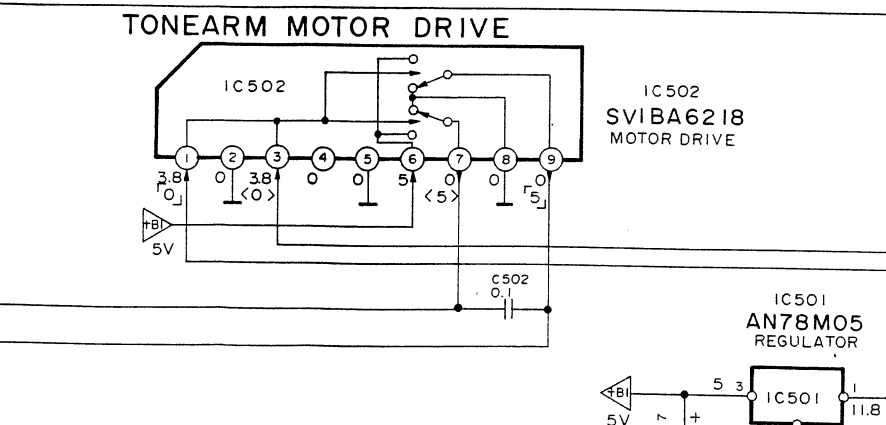 TONEARM MOTOR DRIVE
IC502
IC502
SVIBA6218
MOTOR DRIVE
1 2 3 4 5 6 7 8 9
3.8 0 3.8 0 0 5 0 0 0
「0」 <0> <5> 「5」
+B1
5V
C502
0.1
IC501
AN78M05
REGULATOR
+B1 5 3 IC501 1
5V + 11.8